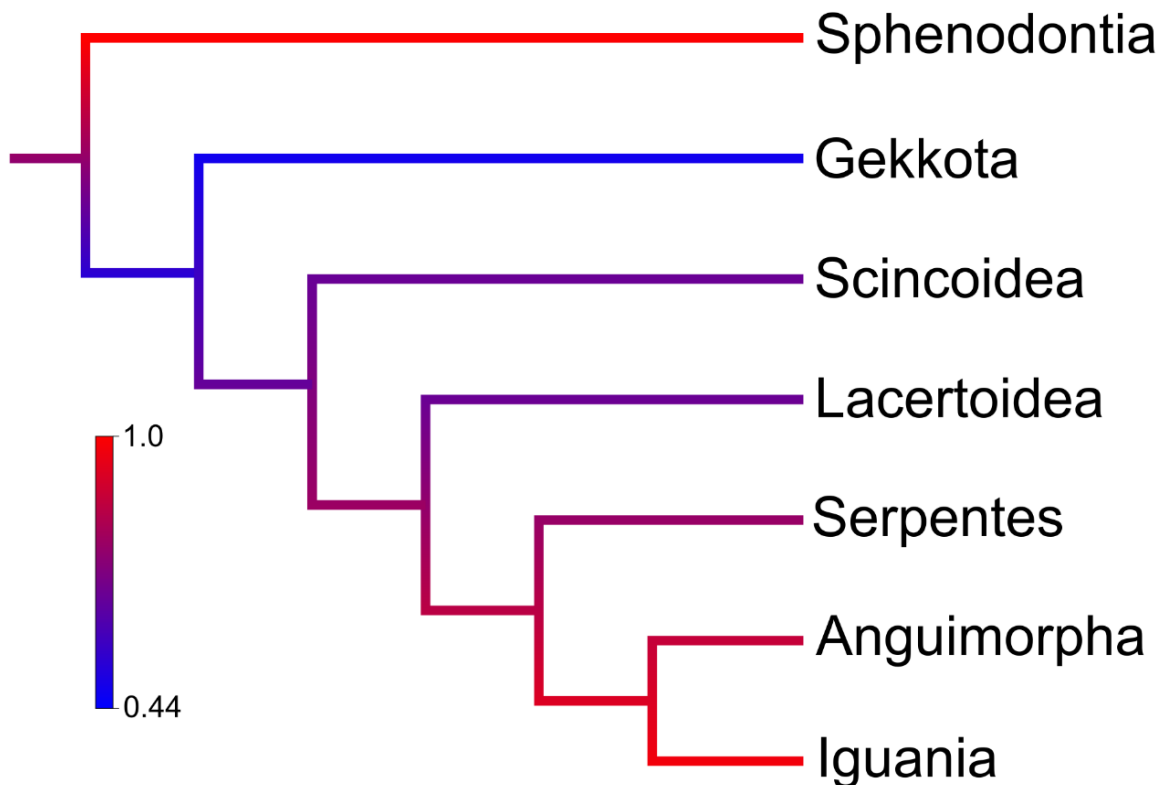 Sphenodontia
Gekkota
Scincoidea
Lacertoidea
1.0
Serpentes
Anguimorpha
0.44
Iguania